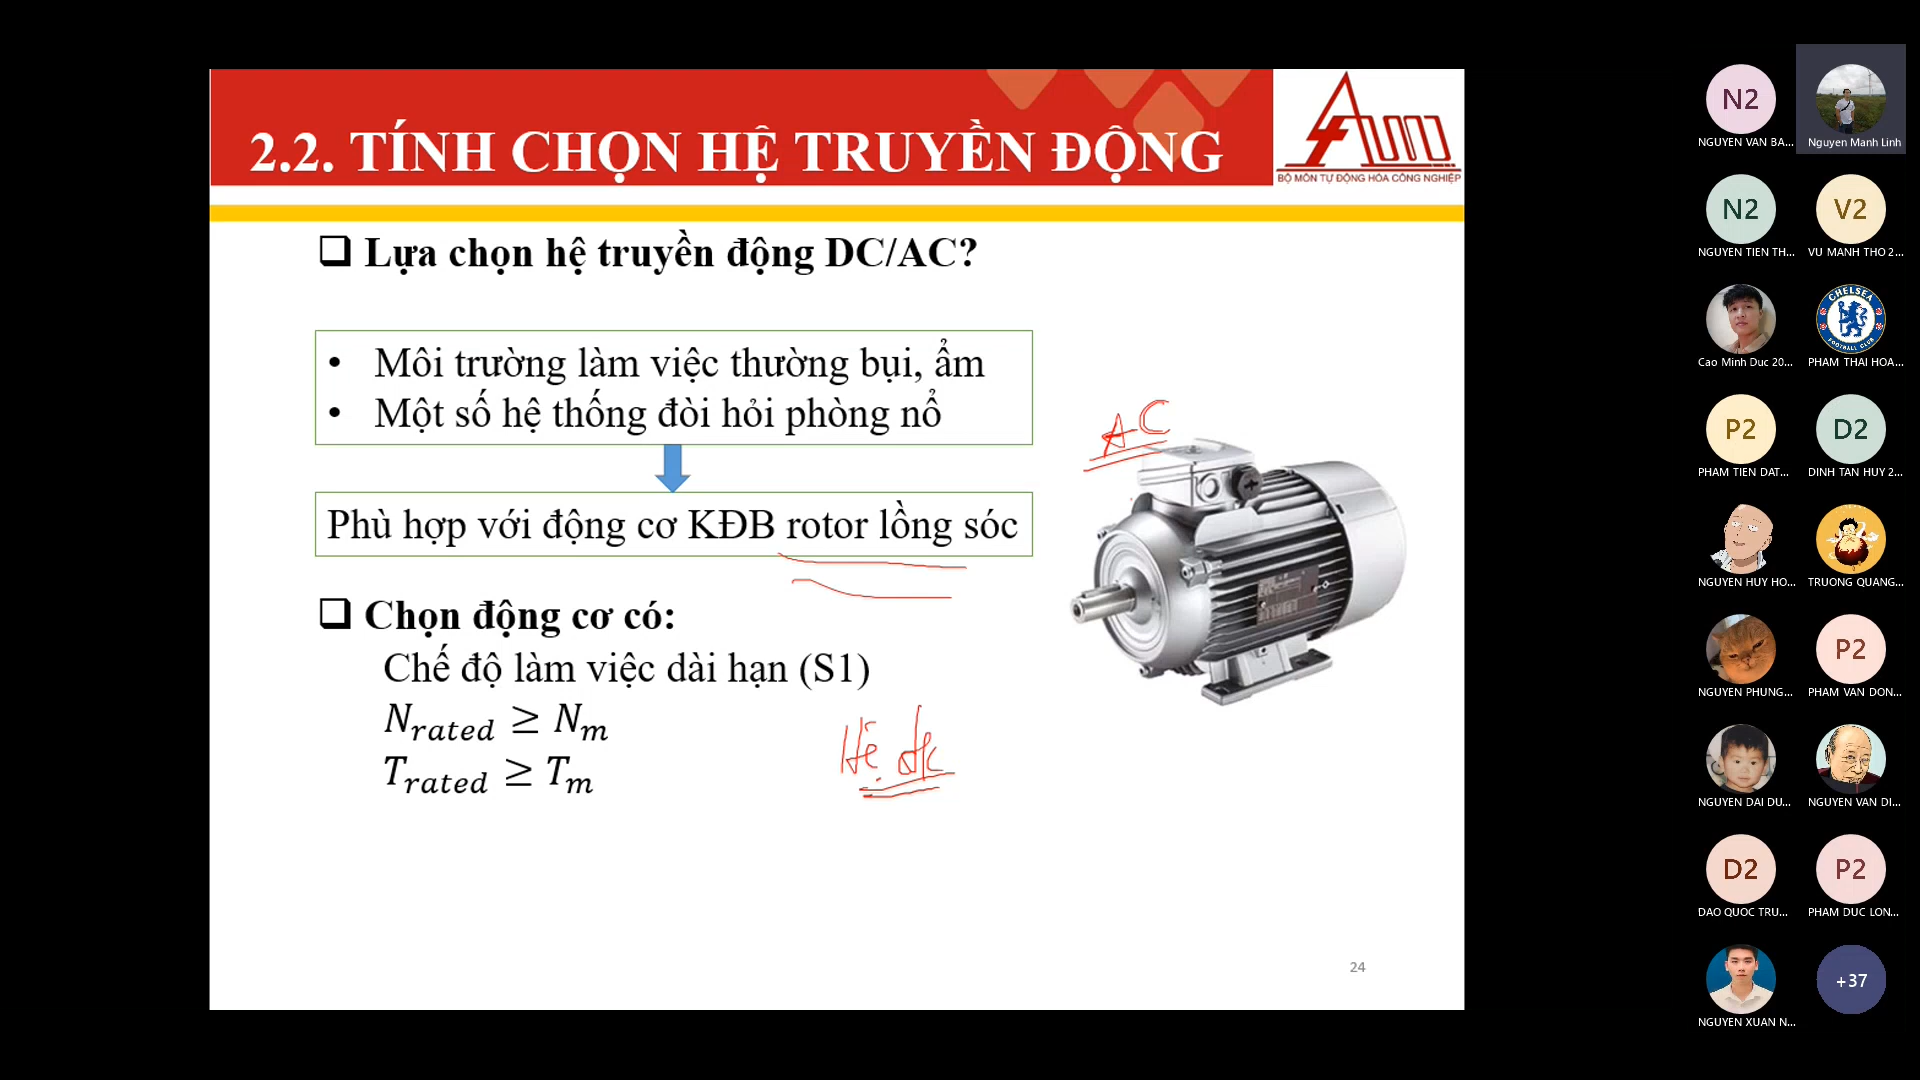 2.2. TÍNH CHỌN HỆ TRUYỀN ĐỘNG
BỘ MÔN TỰ ĐỘNG HÓA CÔNG NGHIỆP
❑ Lựa chọn hệ truyền động DC/AC?
• Môi trường làm việc thường bụi, ẩm
• Một số hệ thống đòi hỏi phòng nổ
AC
Phù hợp với động cơ KĐB rotor lồng sóc
❑ Chọn động cơ có:
Chế độ làm việc dài hạn (S1)
N_rated ≥ N_m
T_rated ≥ T_m
Hệ đk
24
N2
NGUYEN VAN BA...
Nguyen Manh Linh
N2
NGUYEN TIEN TH...
V2
VU MANH THO 2...
Cao Minh Duc 20...
CHELSEA
FOOTBALL CLUB
PHAM THAI HOA...
P2
PHAM TIEN DAT...
D2
DINH TAN HUY 2...
NGUYEN HUY HO...
TRUONG QUANG...
NGUYEN PHUNG...
P2
PHAM VAN DON...
NGUYEN DAI DU...
NGUYEN VAN DI...
D2
DAO QUOC TRU...
P2
PHAM DUC LON...
NGUYEN XUAN N...
+37